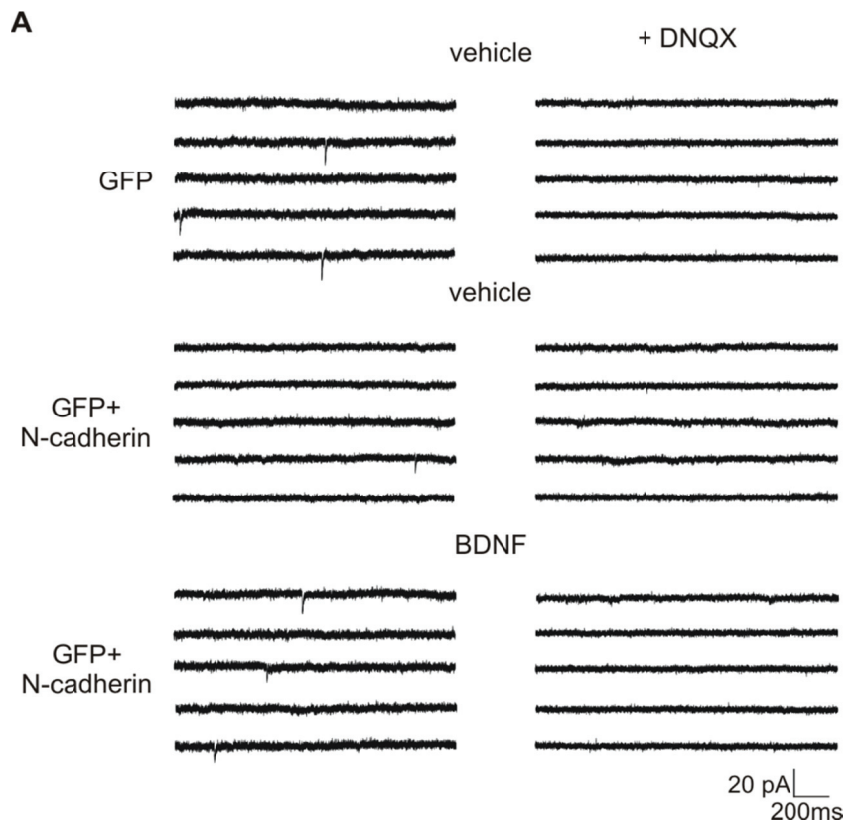 A
+ DNQX
vehicle
GFP
vehicle
GFP+
N-cadherin
BDNF
GFP+
N-cadherin
20 pA
200ms